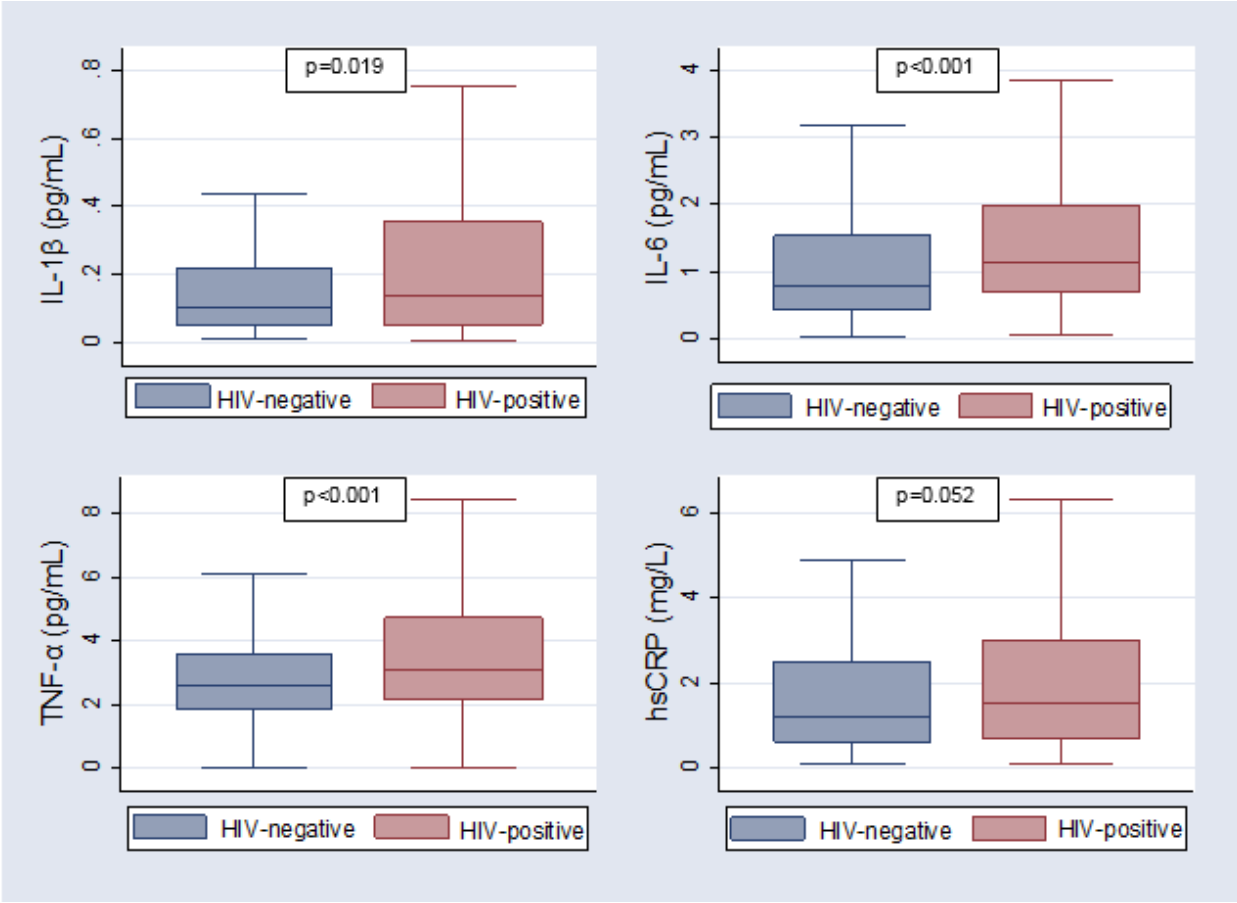 p=0.019
IL-1β (pg/mL)
.8
.6
.4
.2
0
HIV-negative HIV-positive
p<0.001
IL-6 (pg/mL)
4
3
2
1
0
HIV-negative HIV-positive
p<0.001
TNF-α (pg/mL)
8
6
4
2
0
HIV-negative HIV-positive
p=0.052
hsCRP (mg/L)
6
4
2
0
HIV-negative HIV-positive